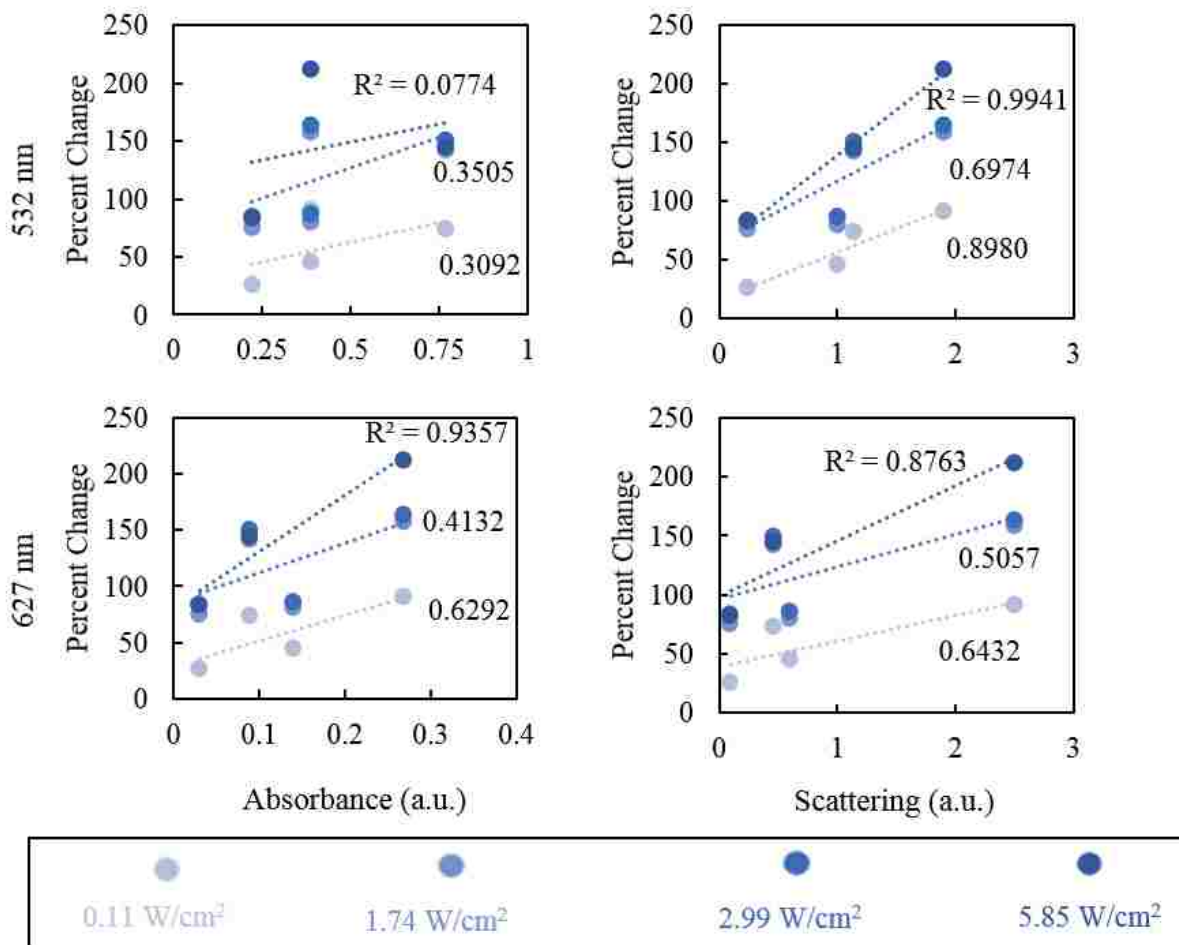 532 nm
Percent Change
250
200
150
100
50
0
R² = 0.0774
0.3505
0.3092
0 0.25 0.5 0.75 1
Percent Change
250
200
150
100
50
0
R² = 0.9941
0.6974
0.8980
0 1 2 3
627 nm
Percent Change
250
200
150
100
50
0
R² = 0.9357
0.4132
0.6292
0 0.1 0.2 0.3 0.4
Absorbance (a.u.)
Percent Change
250
200
150
100
50
0
R² = 0.8763
0.5057
0.6432
0 1 2 3
Scattering (a.u.)
0.11 W/cm² 1.74 W/cm² 2.99 W/cm² 5.85 W/cm²